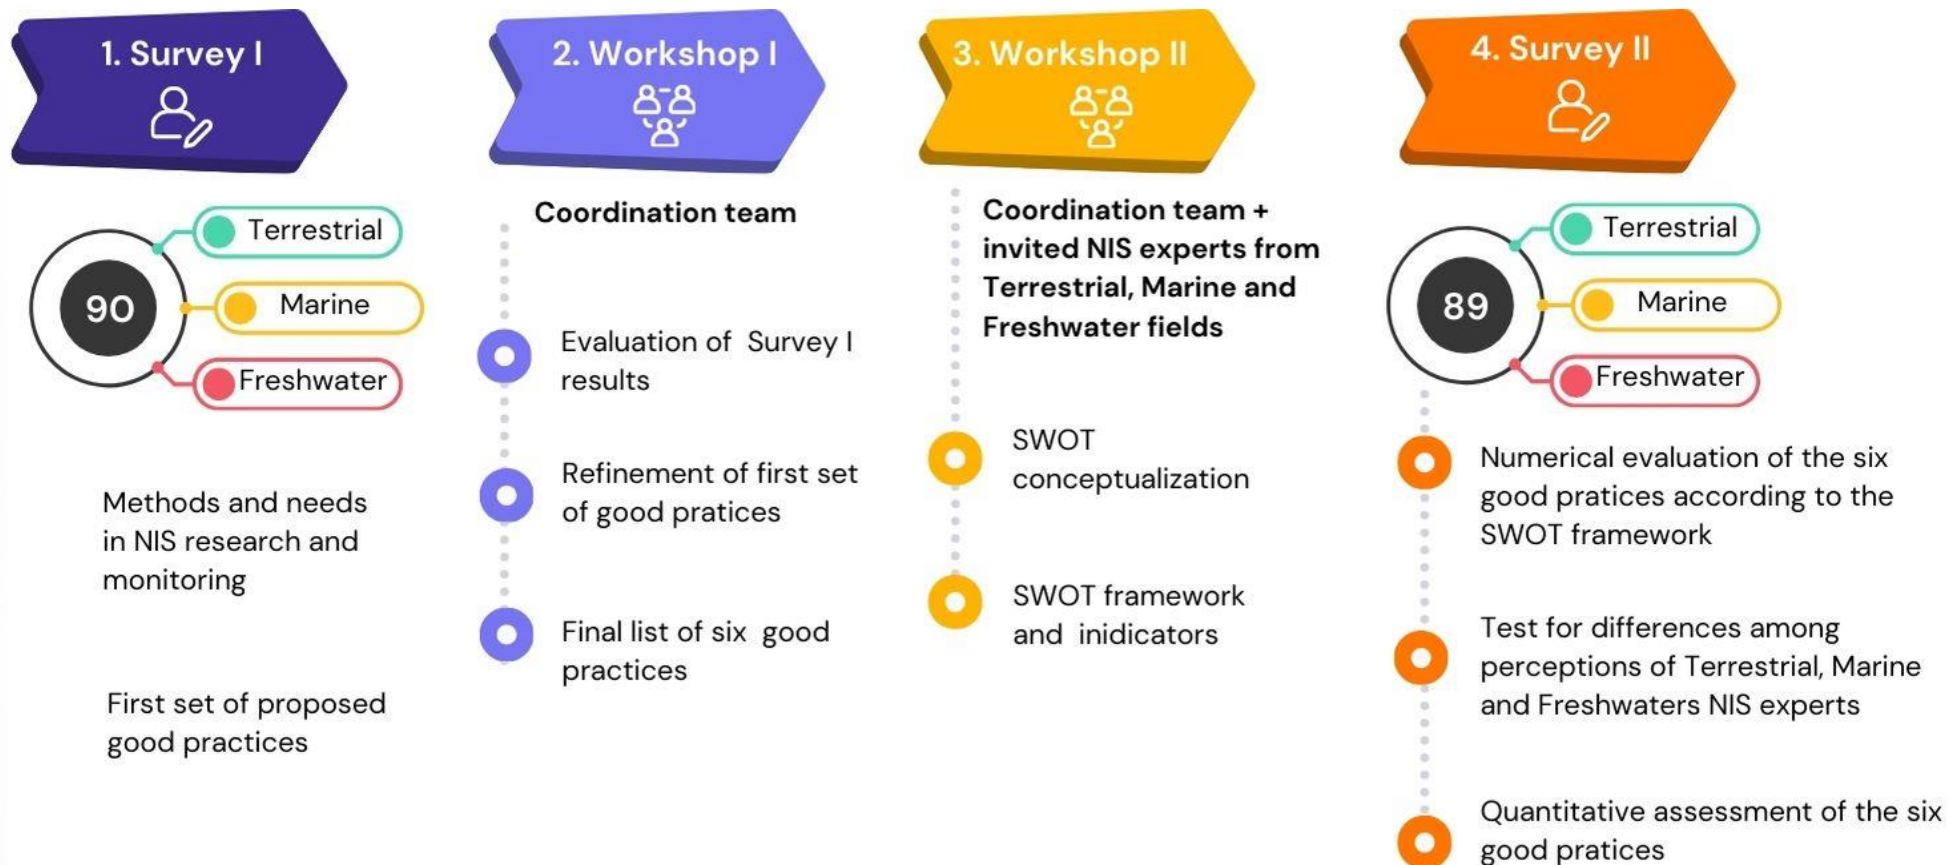 1. Survey I
90
Terrestrial
Marine
Freshwater
Methods and needs
in NIS research and
monitoring
First set of proposed
good practices
2. Workshop I
Coordination team
Evaluation of Survey I
results
Refinement of first set
of good pratices
Final list of six good
practices
3. Workshop II
Coordination team +
invited NIS experts from
Terrestrial, Marine and
Freshwater fields
SWOT
conceptualization
SWOT framework
and inidicators
4. Survey II
89
Terrestrial
Marine
Freshwater
Numerical evaluation of the six
good pratices according to the
SWOT framework
Test for differences among
perceptions of Terrestrial, Marine
and Freshwaters NIS experts
Quantitative assessment of the six
good pratices